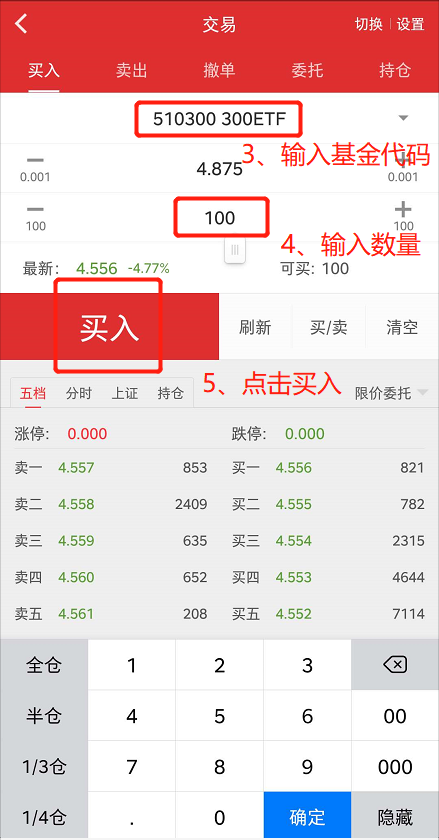 交易
切换 设置
买入 卖出 撤单 委托 持仓
510300 300ETF
3、输入基金代码
0.001 4.875 0.001
100 100 100
4、输入数量
最新: 4.556 -4.77% 可买: 100
买入 刷新 买/卖 清空
5、点击买入
五档 分时 上证 持仓 限价委托
涨停: 0.000 跌停: 0.000
卖一 4.557 853 买一 4.556 821
卖二 4.558 2409 买二 4.555 782
卖三 4.559 635 买三 4.554 2315
卖四 4.560 652 买四 4.553 4644
卖五 4.561 208 买五 4.552 7114
全仓 1 2 3
半仓 4 5 6 00
1/3仓 7 8 9 000
1/4仓 . 0 确定 隐藏